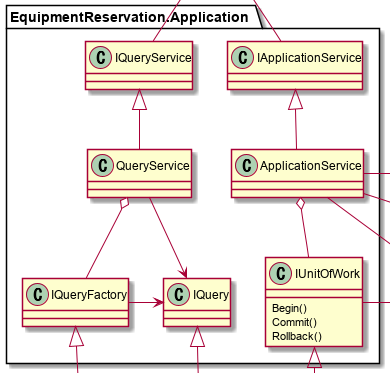 EquipmentReservation.Application
C IQueryService
C IApplicationService
C QueryService
C ApplicationService
C IQueryFactory
C IQuery
C IUnitOfWork
Begin()
Commit()
Rollback()